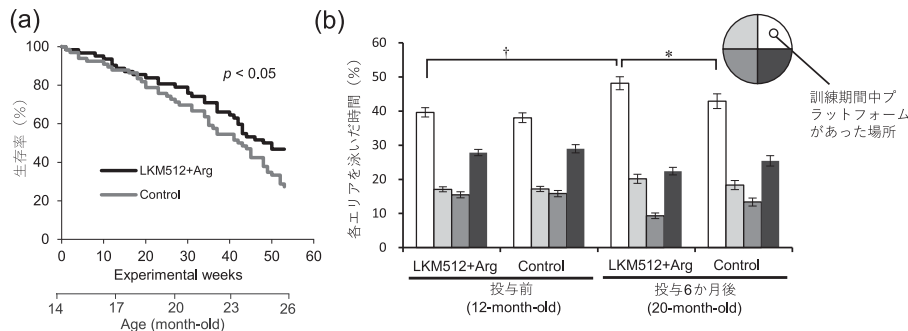 (a)
100
80
60
40
20
0
生存率（%）
p < 0.05
LKM512+Arg
Control
0 10 20 30 40 50 60
Experimental weeks
14 17 20 23 26
Age (month-old)
(b)
60
50
40
30
20
10
0
各エリアを泳いだ時間（%）
† *
訓練期間中プ
ラットフォーム
があった場所
LKM512+Arg Control LKM512+Arg Control
投与前 投与6か月後
(12-month-old) (20-month-old)